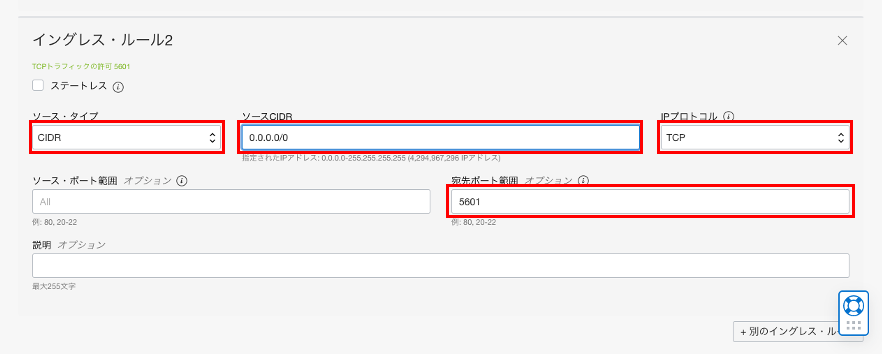 イングレス・ルール2
TCPトラフィックの許可 5601
ステートレス
ソース・タイプ
ソースCIDR
IPプロトコル
CIDR
0.0.0.0/0
TCP
指定されたIPアドレス: 0.0.0.0-255.255.255.255 (4,294,967,296 IPアドレス)
ソース・ポート範囲 オプション
宛先ポート範囲 オプション
All
5601
例: 80, 20-22
例: 80, 20-22
説明 オプション
最大255文字
+ 別のイングレス・ル